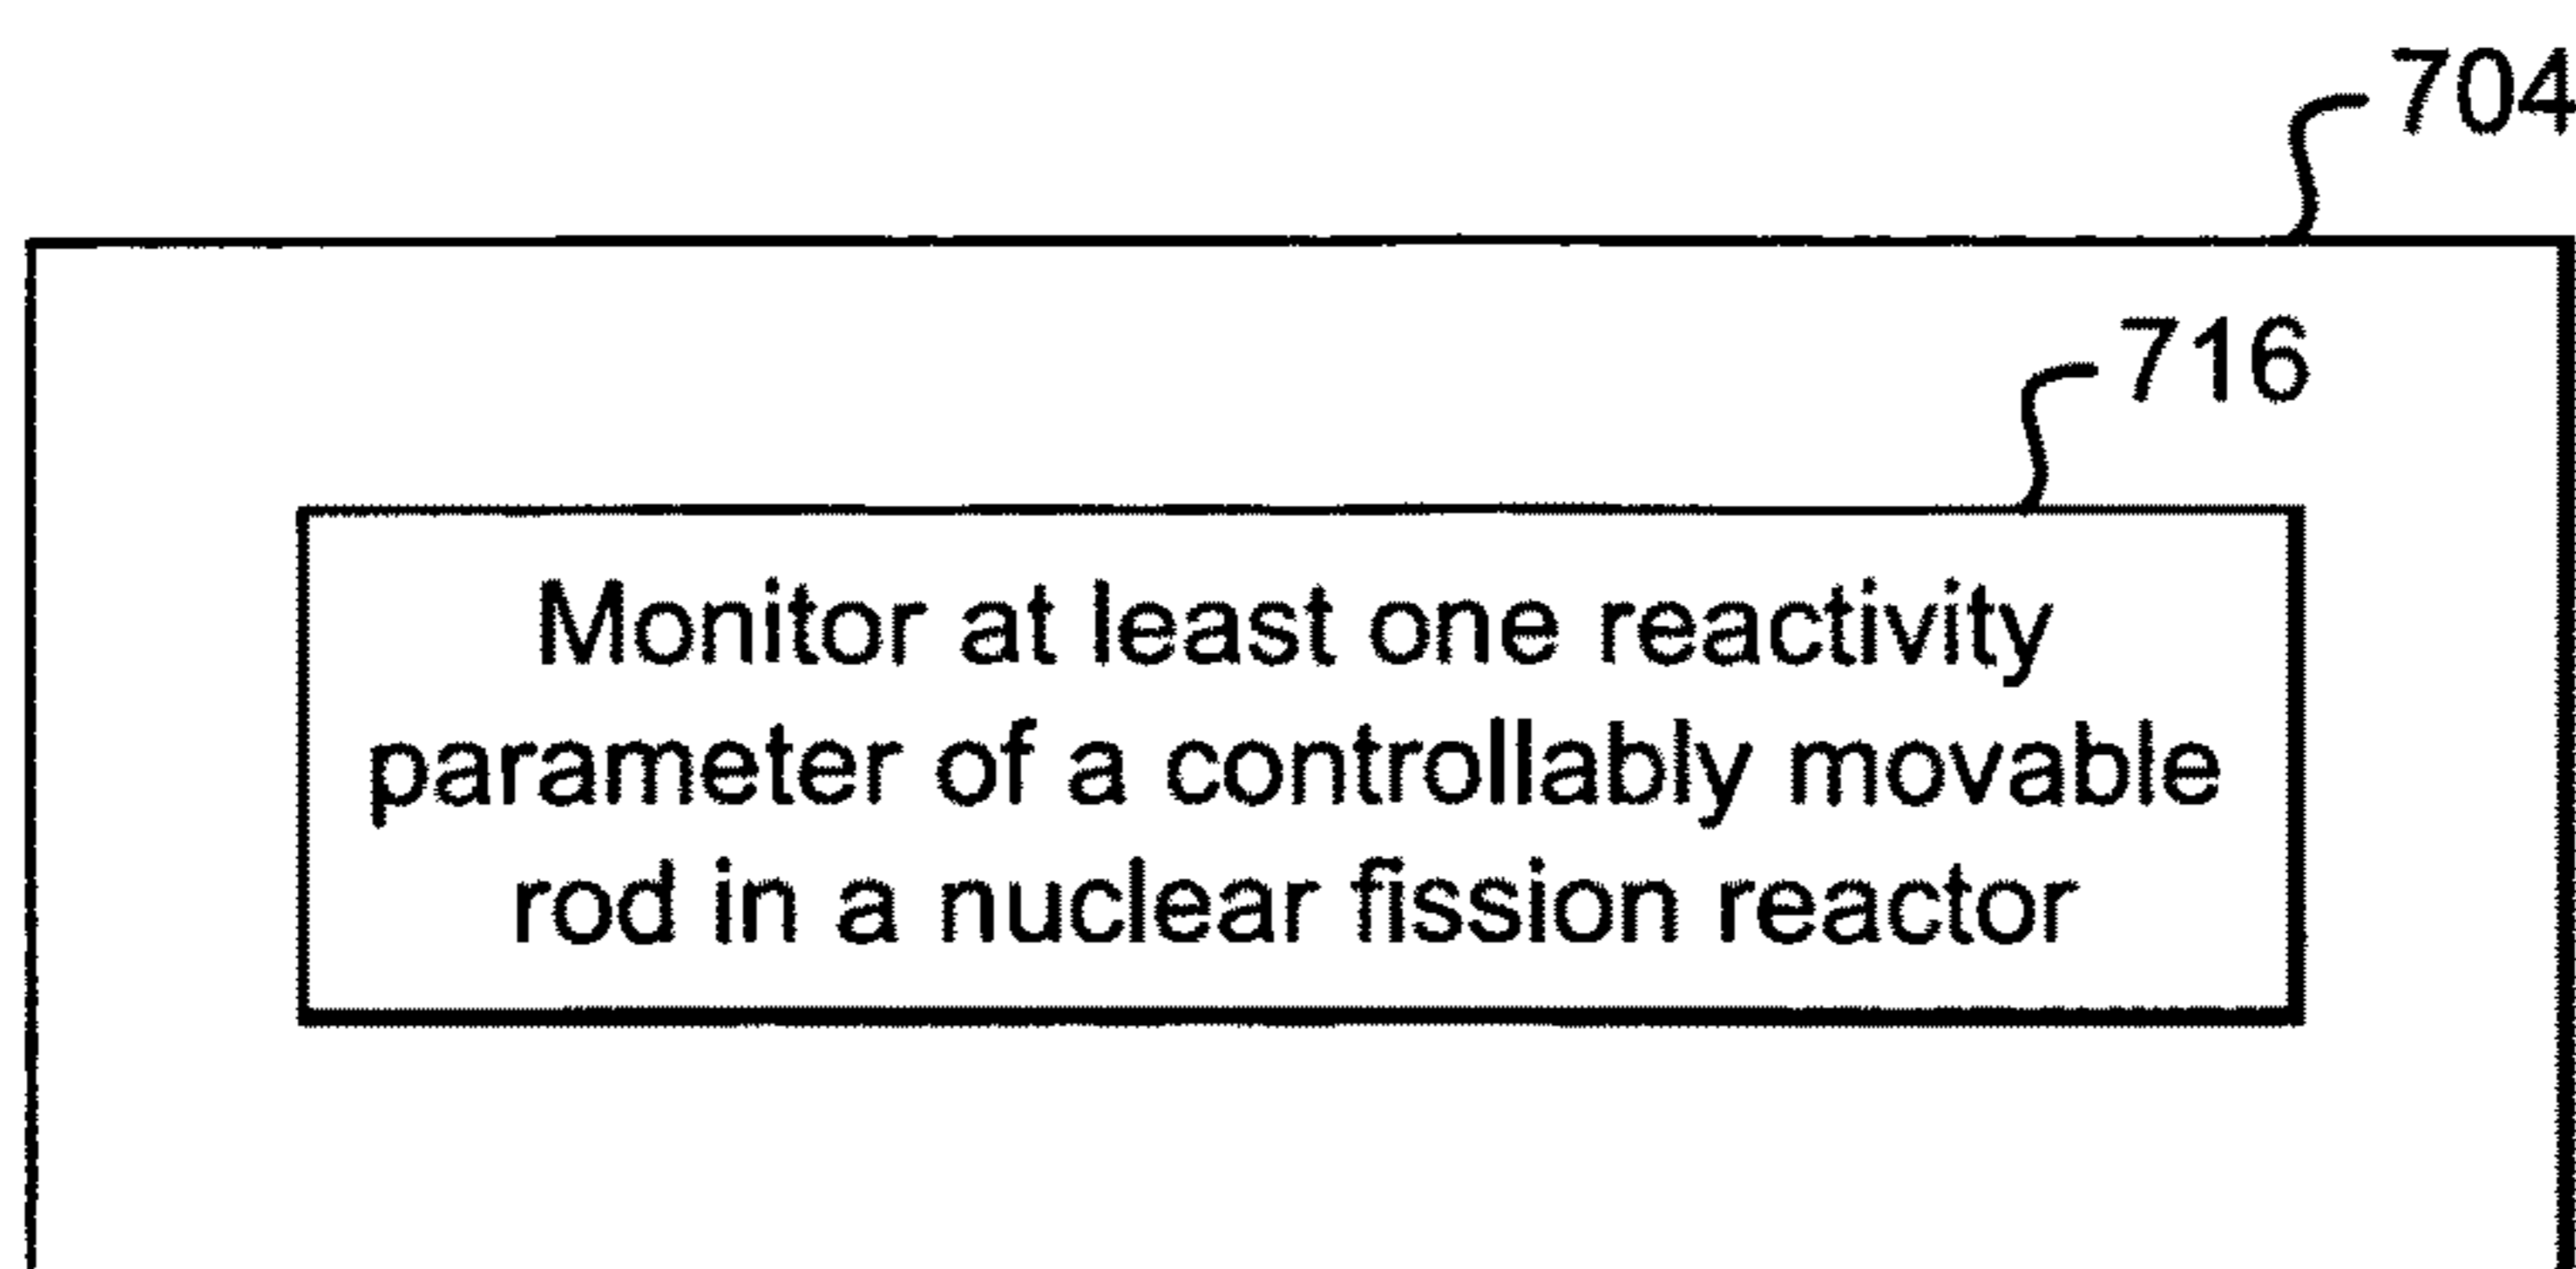 704
716
Monitor at least one reactivity
parameter of a controllably movable
rod in a nuclear fission reactor